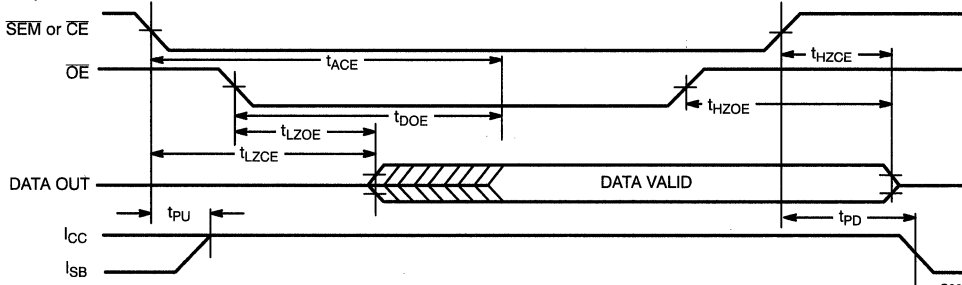 SEM or CE
tACE
tHZCE
OE
tHZOE
tDOE
tLZOE
tLZCE
DATA OUT
DATA VALID
tPU
tPD
ICC
ISB